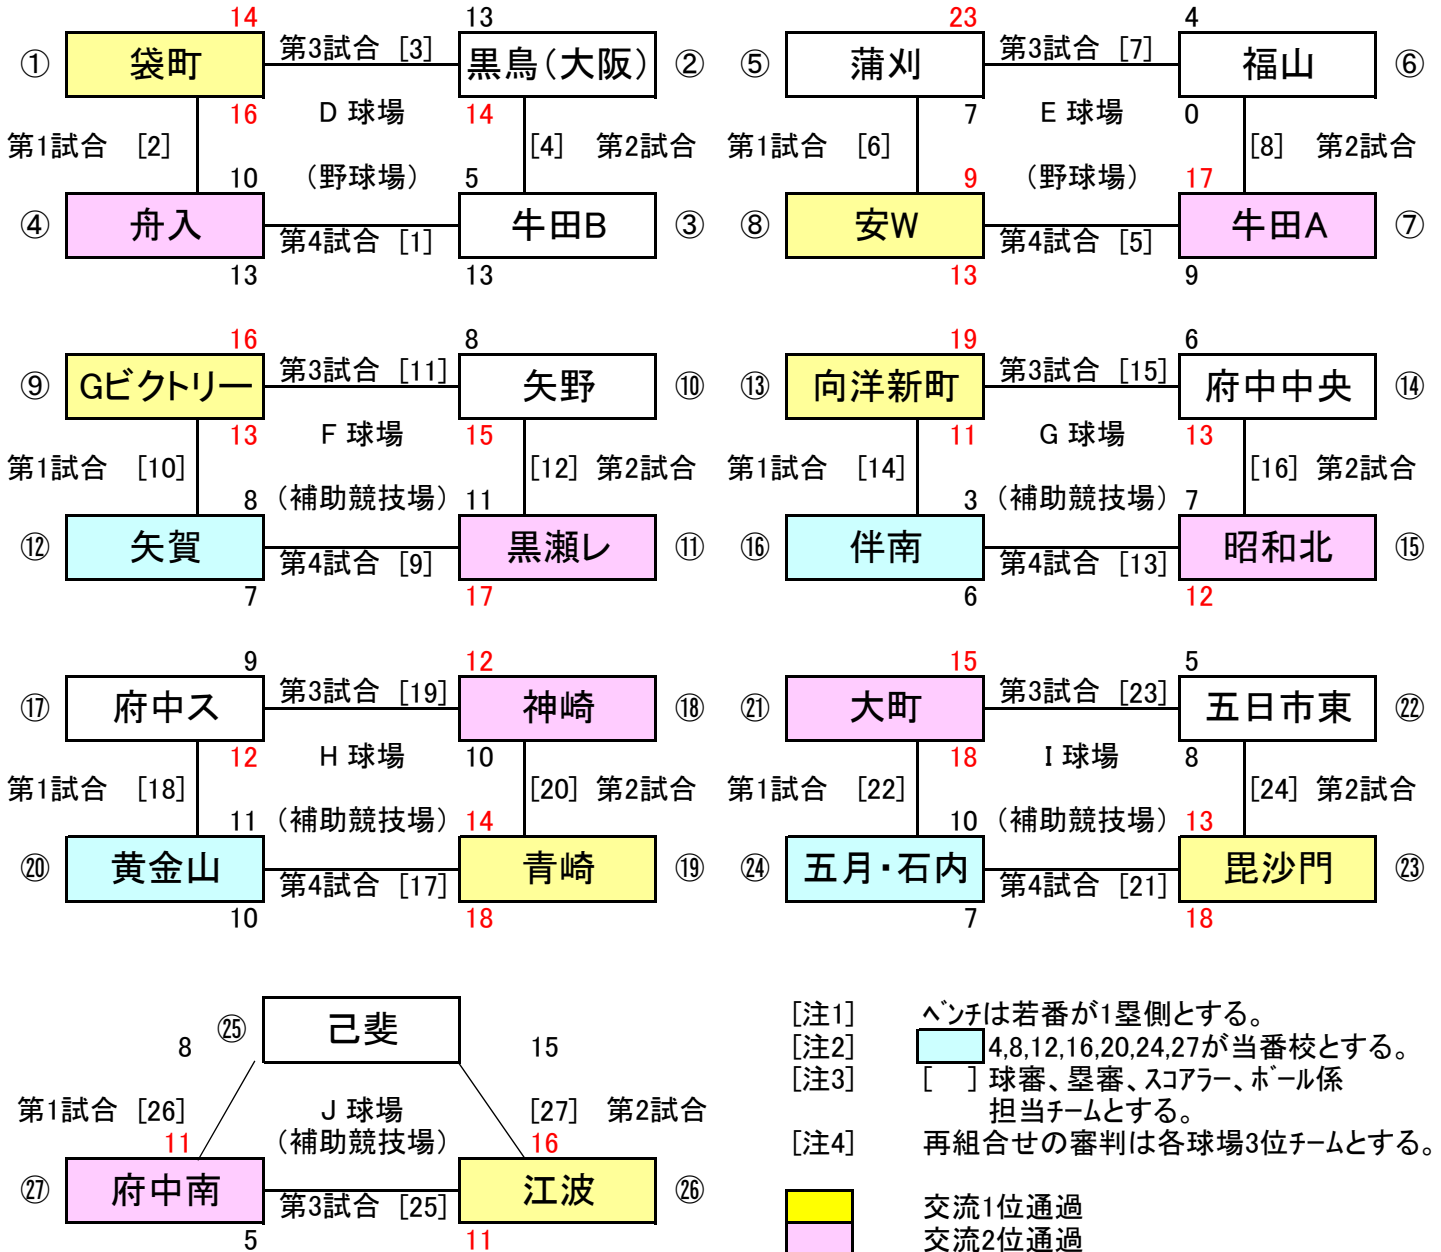 14 13 23 4
① 袋町 第3試合 [3] 黒鳥(大阪) ② ⑤ 蒲刈 第3試合 [7] 福山 ⑥
16 D 球場 14 7 E 球場 0
第1試合 [2] [4] 第2試合 第1試合 [6] [8] 第2試合
10 (野球場) 5 9 (野球場) 17
④ 舟入 第4試合 [1] 牛田B ③ ⑧ 安W 第4試合 [5] 牛田A ⑦
13 13 13 9
16 8 19 6
⑨ Gビクトリー 第3試合 [11] 矢野 ⑩ ⑬ 向洋新町 第3試合 [15] 府中中央 ⑭
13 F 球場 15 11 G 球場 13
第1試合 [10] [12] 第2試合 第1試合 [14] [16] 第2試合
8 (補助競技場) 11 3 (補助競技場) 7
⑫ 矢賀 第4試合 [9] 黒瀬レ ⑪ ⑯ 伴南 第4試合 [13] 昭和北 ⑮
7 17 6 12
9 12 15 5
⑰ 府中ス 第3試合 [19] 神崎 ⑱ ㉑ 大町 第3試合 [23] 五日市東 ㉒
12 H 球場 10 18 I 球場 8
第1試合 [18] [20] 第2試合 第1試合 [22] [24] 第2試合
11 (補助競技場) 14 10 (補助競技場) 13
⑳ 黄金山 第4試合 [17] 青崎 ⑲ ㉔ 五月・石内 第4試合 [21] 毘沙門 ㉓
10 18 7 18
㉕ 己斐
8 15
第1試合 [26] J 球場 [27] 第2試合
11 (補助競技場) 16
㉗ 府中南 第3試合 [25] 江波 ㉖
5 11
[注1] ベンチは若番が1塁側とする。
[注2] 4,8,12,16,20,24,27が当番校とする。
[注3] [ ] 球審、塁審、スコアラー、ボール係
担当チームとする。
[注4] 再組合せの審判は各球場3位チームとする。
交流1位通過
交流2位通過